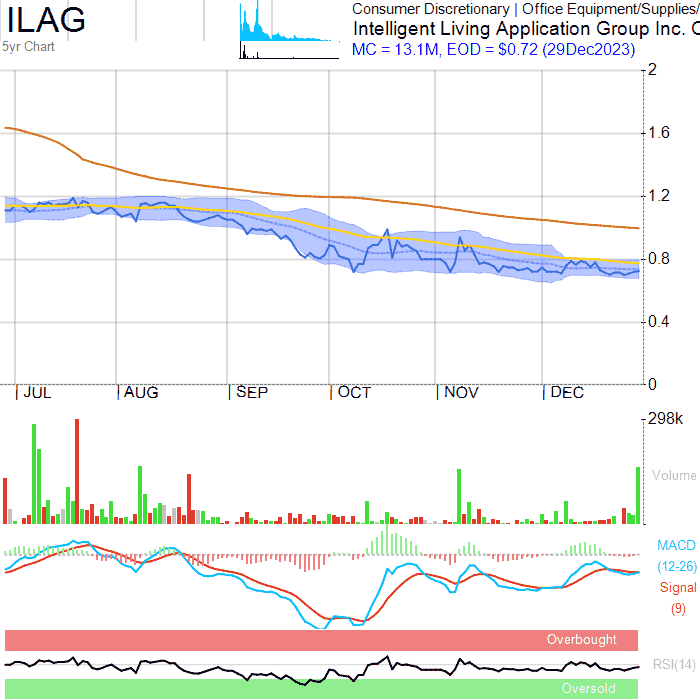 ILAG
5yr Chart
Consumer Discretionary | Office Equipment/Supplies/
Intelligent Living Application Group Inc. O
MC = 13.1M, EOD = $0.72 (29Dec2023)
2
1.6
1.2
0.8
0.4
0
JUL AUG SEP OCT NOV DEC
298k
Volume
MACD
(12-26)
Signal
(9)
Overbought
RSI(14)
Oversold